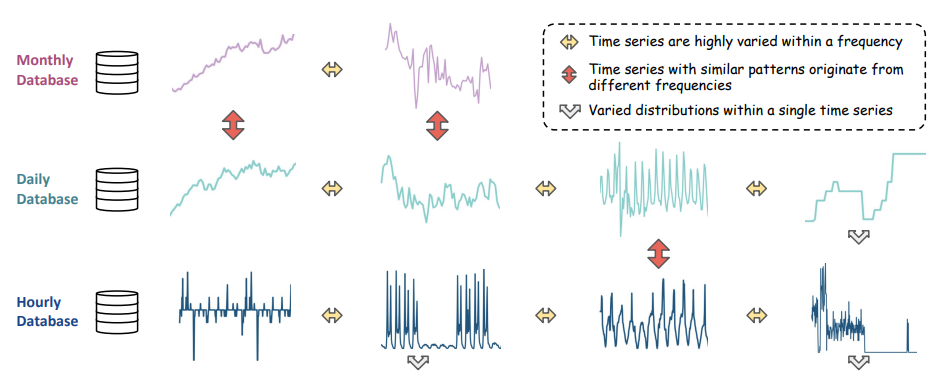 Monthly
Database
Time series are highly varied within a frequency
Time series with similar patterns originate from
different frequencies
Varied distributions within a single time series
Daily
Database
Hourly
Database